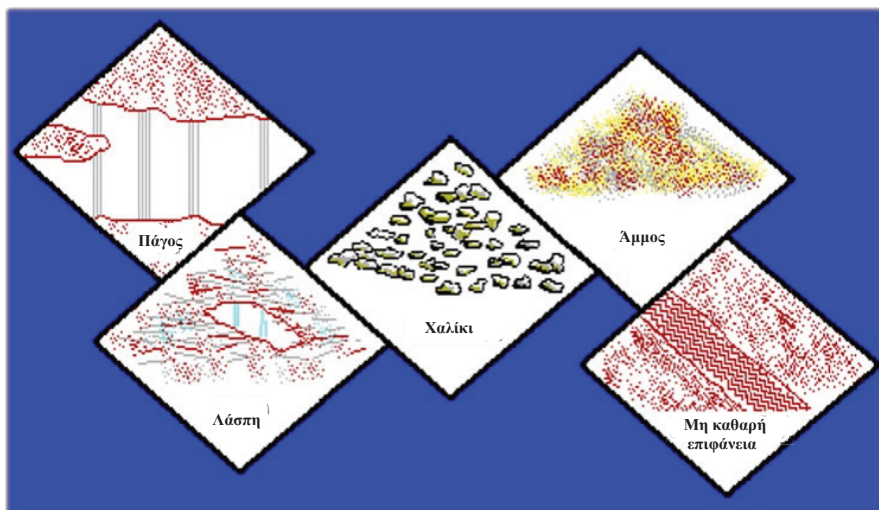 Πάγος
Άμμος
Χαλίκι
Λάσπη
Μη καθαρή
επιφάνεια